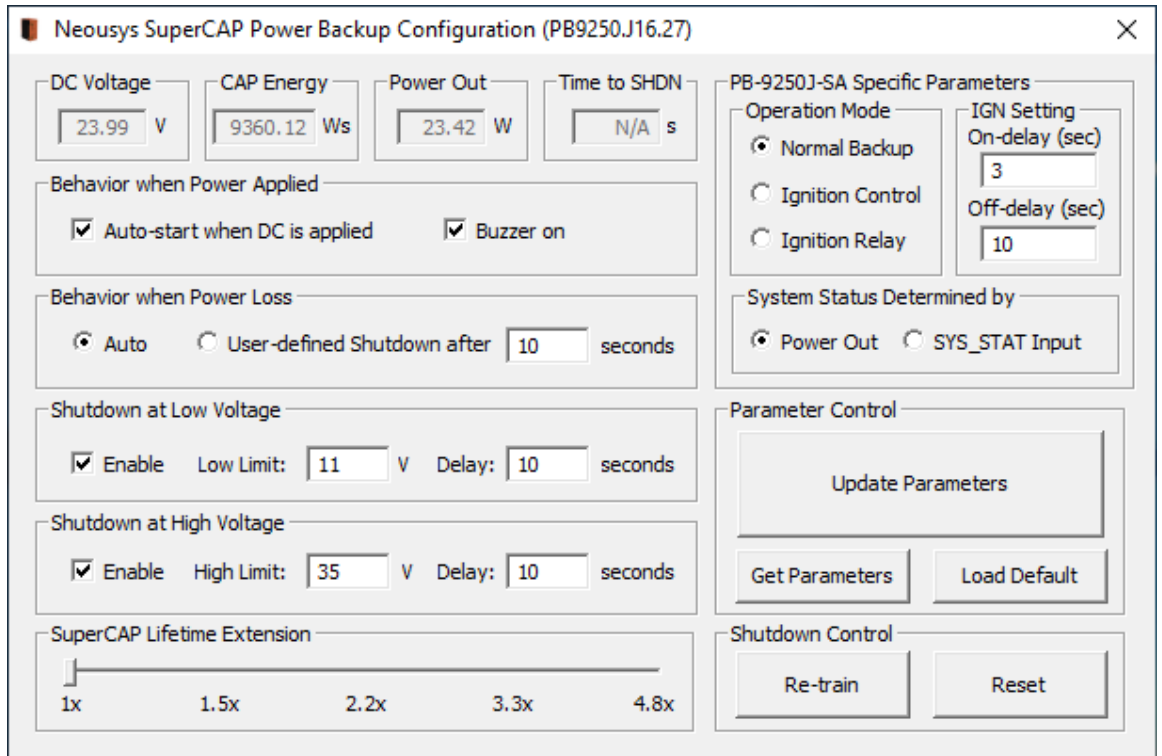 Neousys SuperCAP Power Backup Configuration (PB9250.J16.27)
DC Voltage
23.99 V
CAP Energy
9360.12 Ws
Power Out
23.42 W
Time to SHDN
N/A s
Behavior when Power Applied
Auto-start when DC is applied Buzzer on
Behavior when Power Loss
Auto User-defined Shutdown after 10 seconds
Shutdown at Low Voltage
Enable Low Limit: 11 V Delay: 10 seconds
Shutdown at High Voltage
Enable High Limit: 35 V Delay: 10 seconds
SuperCAP Lifetime Extension
1x 1.5x 2.2x 3.3x 4.8x
PB-9250J-SA Specific Parameters
Operation Mode
Normal Backup
Ignition Control
Ignition Relay
IGN Setting
On-delay (sec)
3
Off-delay (sec)
10
System Status Determined by
Power Out SYS_STAT Input
Parameter Control
Update Parameters
Get Parameters Load Default
Shutdown Control
Re-train Reset